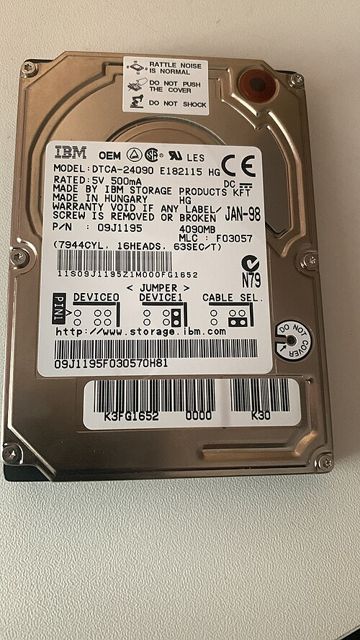 RATTLE NOISE
IS NORMAL
DO NOT PUSH
THE COVER
DO NOT SHOCK
IBM OEM UL LES CE
MODEL: DTCA-24090 E182115 HG
RATED: 5V 500mA DC
MADE BY IBM STORAGE PRODUCTS KFT
MADE IN HUNGARY HG
WARRANTY VOID IF ANY LABEL/
SCREW IS REMOVED OR BROKEN JAN-98
P/N : 09J1195 4090MB
MLC : F03057
(7944CYL. 16HEADS. 63SEC/T)
11S09J1195Z1M000FG1652
N79
< JUMPER >
DEVICE0 DEVICE1 CABLE SEL.
PIN1
http://www.storage.ibm.com
DO NOT COVER
09J1195F030570H81
K3FG1652 0000 K30